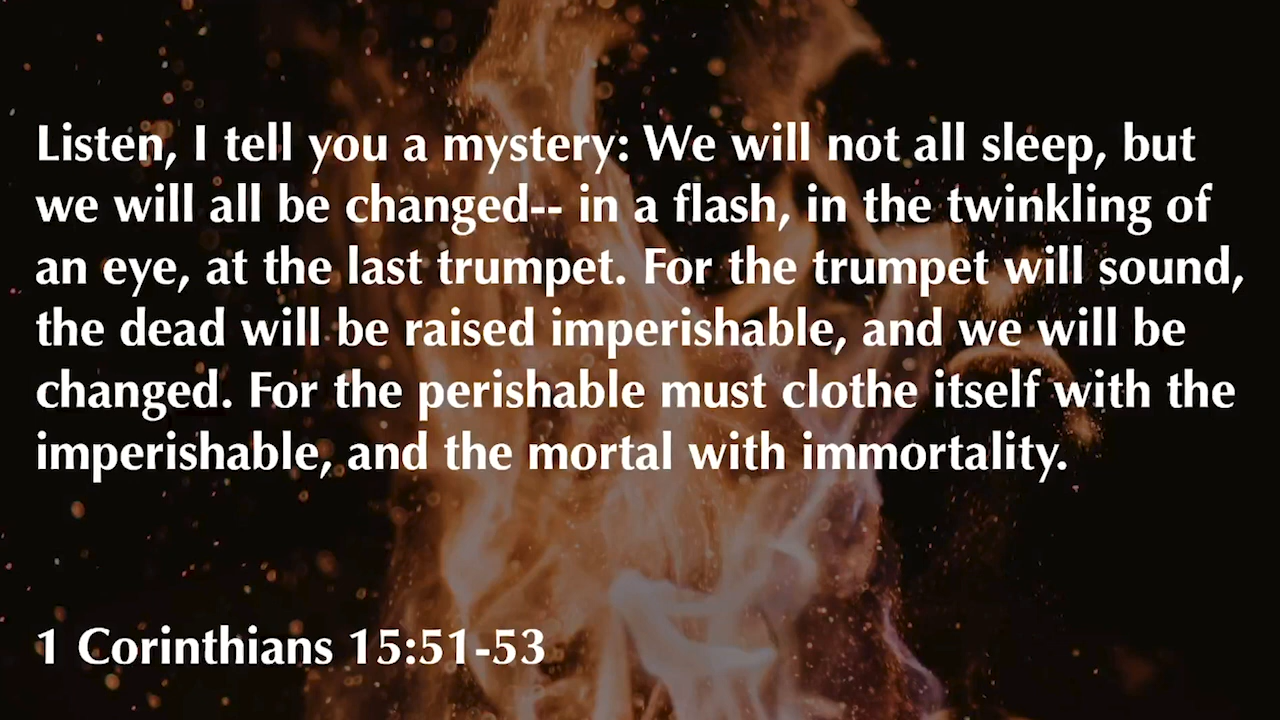 Listen, I tell you a mystery: We will not all sleep, but
we will all be changed-- in a flash, in the twinkling of
an eye, at the last trumpet. For the trumpet will sound,
the dead will be raised imperishable, and we will be
changed. For the perishable must clothe itself with the
imperishable, and the mortal with immortality.
1 Corinthians 15:51-53